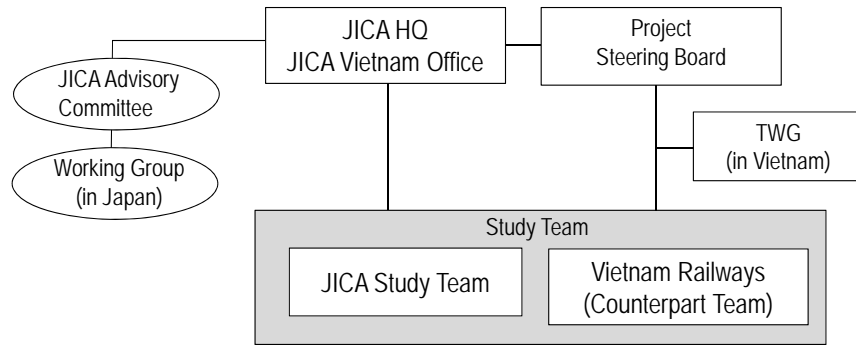 JICA HQ
JICA Vietnam Office
Project
Steering Board
JICA Advisory
Committee
TWG
(in Vietnam)
Working Group
(in Japan)
Study Team
JICA Study Team
Vietnam Railways
(Counterpart Team)